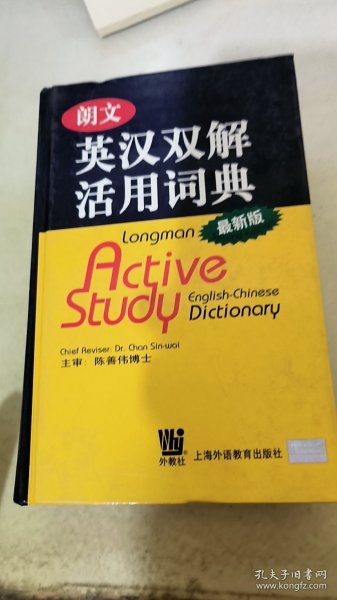 朗文
英汉双解
活用词典
最新版
Longman
Active
Study
English-Chinese
Dictionary
Chief Reviser: Dr. Chan Sin-wai
主审：陈善伟博士
外教社
上海外语教育出版社
孔夫子旧书网
www.kongfz.com